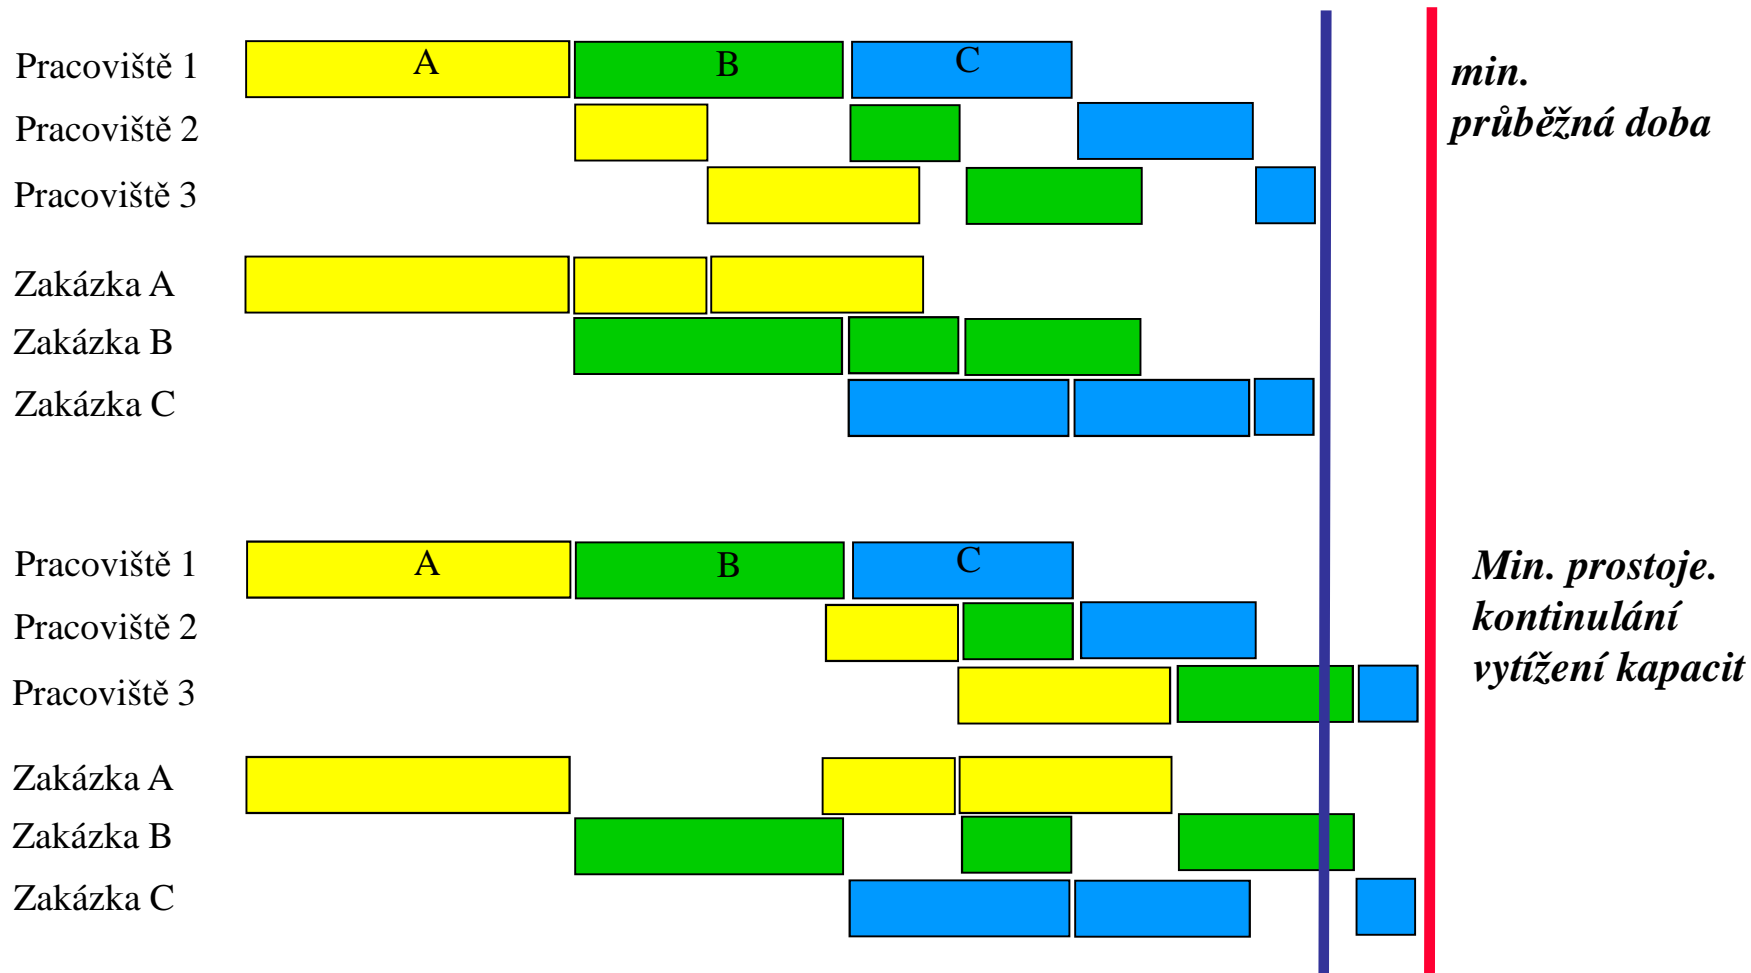 Pracoviště 1
A
B
C
min.
průběžná doba
Pracoviště 2
Pracoviště 3
Zakázka A
Zakázka B
Zakázka C
Pracoviště 1
A
B
C
Min. prostoje.
kontinulání
vytížení kapacit
Pracoviště 2
Pracoviště 3
Zakázka A
Zakázka B
Zakázka C